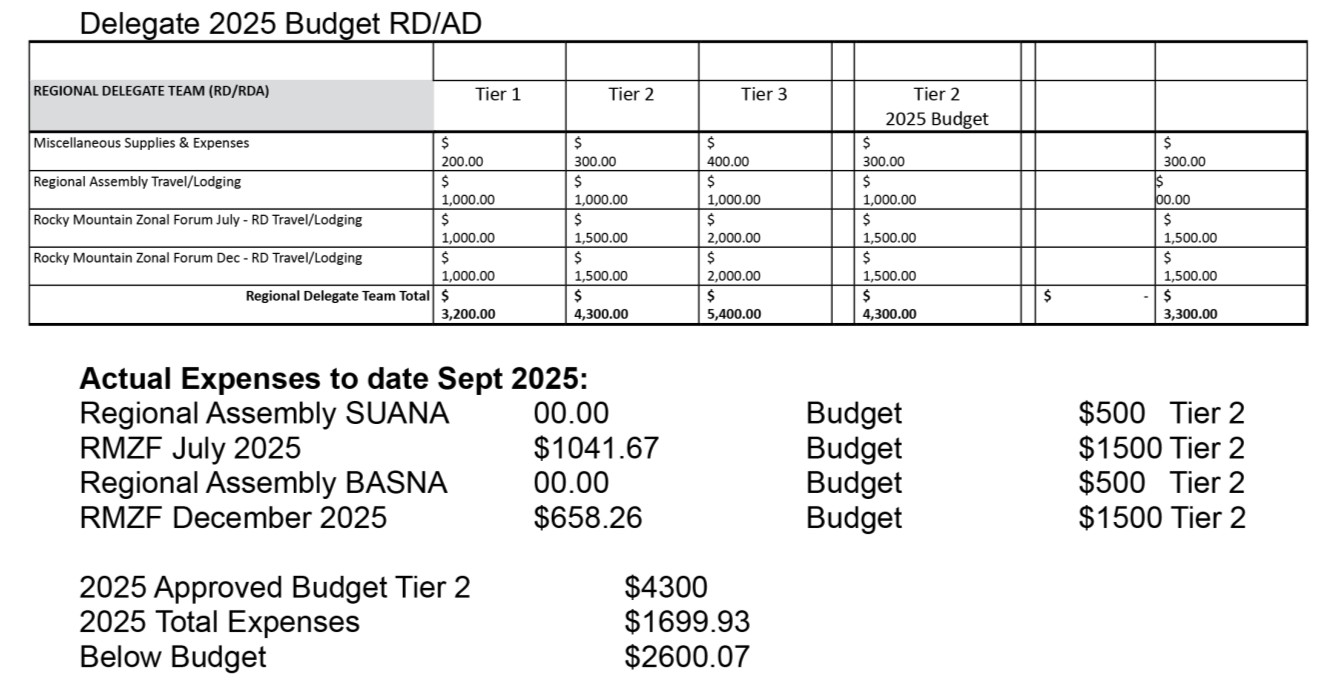 Delegate 2025 Budget RD/AD
REGIONAL DELEGATE TEAM (RD/RDA) Tier 1 Tier 2 Tier 3 Tier 2
2025 Budget
Miscellaneous Supplies & Expenses $ $ $ $ $
200.00 300.00 400.00 300.00 300.00
Regional Assembly Travel/Lodging $ $ $ $ $
1,000.00 1,000.00 1,000.00 1,000.00 00.00
Rocky Mountain Zonal Forum July - RD Travel/Lodging $ $ $ $ $
1,000.00 1,500.00 2,000.00 1,500.00 1,500.00
Rocky Mountain Zonal Forum Dec - RD Travel/Lodging $ $ $ $ $
1,000.00 1,500.00 2,000.00 1,500.00 1,500.00
Regional Delegate Team Total $ $ $ $ $ - $
3,200.00 4,300.00 5,400.00 4,300.00 3,300.00
Actual Expenses to date Sept 2025:
Regional Assembly SUANA 00.00 Budget $500 Tier 2
RMZF July 2025 $1041.67 Budget $1500 Tier 2
Regional Assembly BASNA 00.00 Budget $500 Tier 2
RMZF December 2025 $658.26 Budget $1500 Tier 2
2025 Approved Budget Tier 2 $4300
2025 Total Expenses $1699.93
Below Budget $2600.07